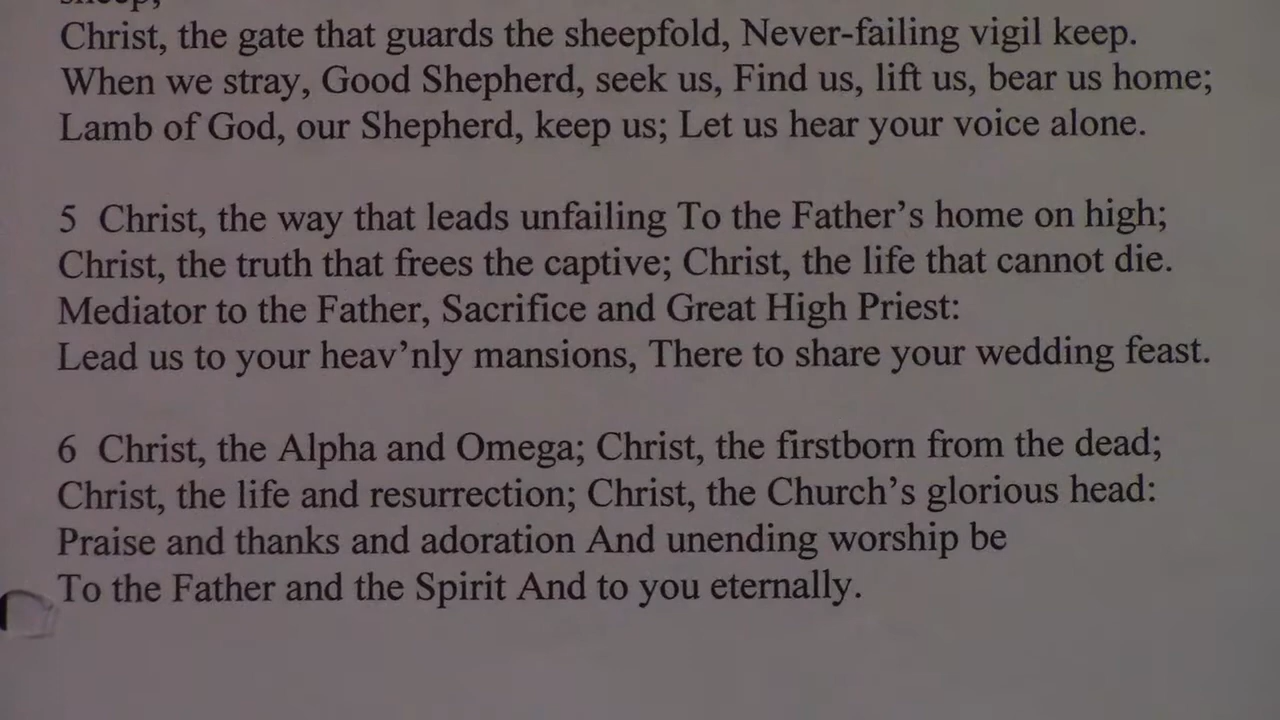 sheep,
Christ, the gate that guards the sheepfold, Never-failing vigil keep.
When we stray, Good Shepherd, seek us, Find us, lift us, bear us home;
Lamb of God, our Shepherd, keep us; Let us hear your voice alone.
5 Christ, the way that leads unfailing To the Father’s home on high;
Christ, the truth that frees the captive; Christ, the life that cannot die.
Mediator to the Father, Sacrifice and Great High Priest:
Lead us to your heav’nly mansions, There to share your wedding feast.
6 Christ, the Alpha and Omega; Christ, the firstborn from the dead;
Christ, the life and resurrection; Christ, the Church’s glorious head:
Praise and thanks and adoration And unending worship be
To the Father and the Spirit And to you eternally.